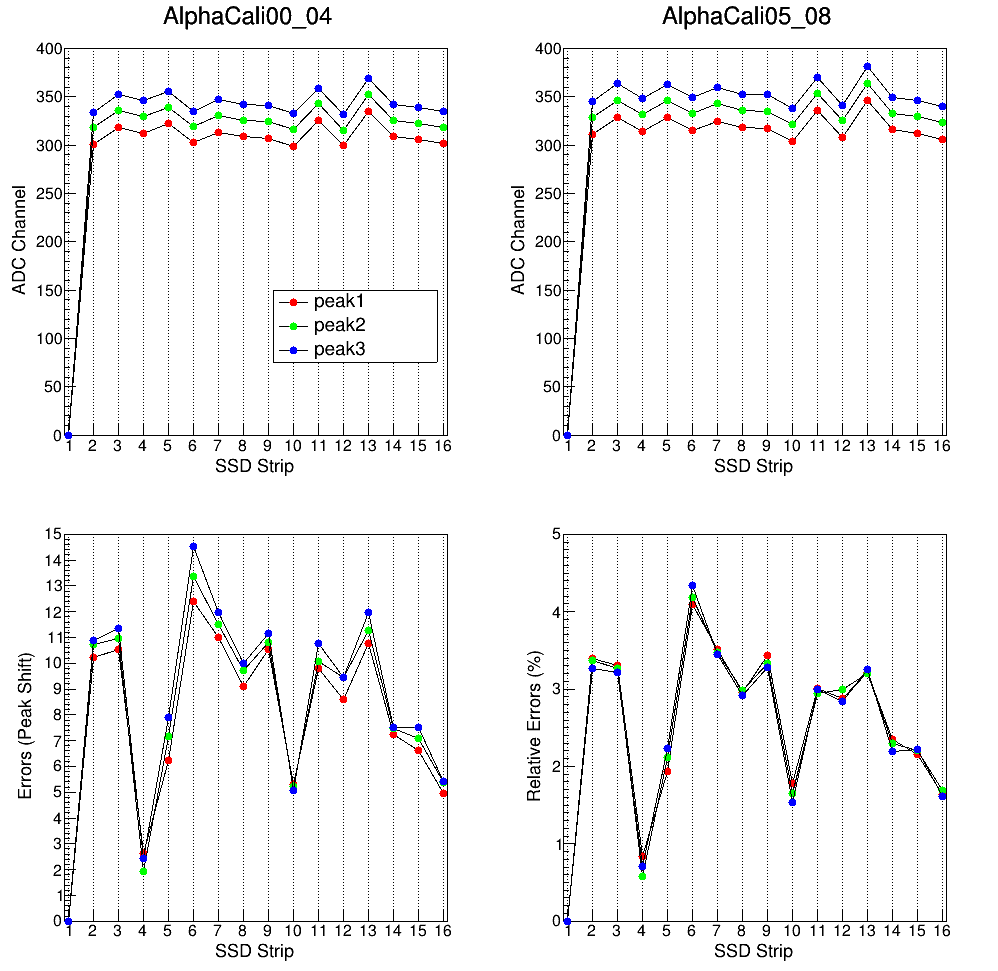 AlphaCali00_04
AlphaCali05_08
400
350
300
250
200
150
100
50
0
ADC Channel
peak1
peak2
peak3
1 2 3 4 5 6 7 8 9 10 11 12 13 14 15 16
SSD Strip
400
350
300
250
200
150
100
50
0
ADC Channel
1 2 3 4 5 6 7 8 9 10 11 12 13 14 15 16
SSD Strip
15
14
13
12
11
10
9
8
7
6
5
4
3
2
1
0
Errors (Peak Shift)
1 2 3 4 5 6 7 8 9 10 11 12 13 14 15 16
SSD Strip
5
4
3
2
1
0
Relative Errors (%)
1 2 3 4 5 6 7 8 9 10 11 12 13 14 15 16
SSD Strip